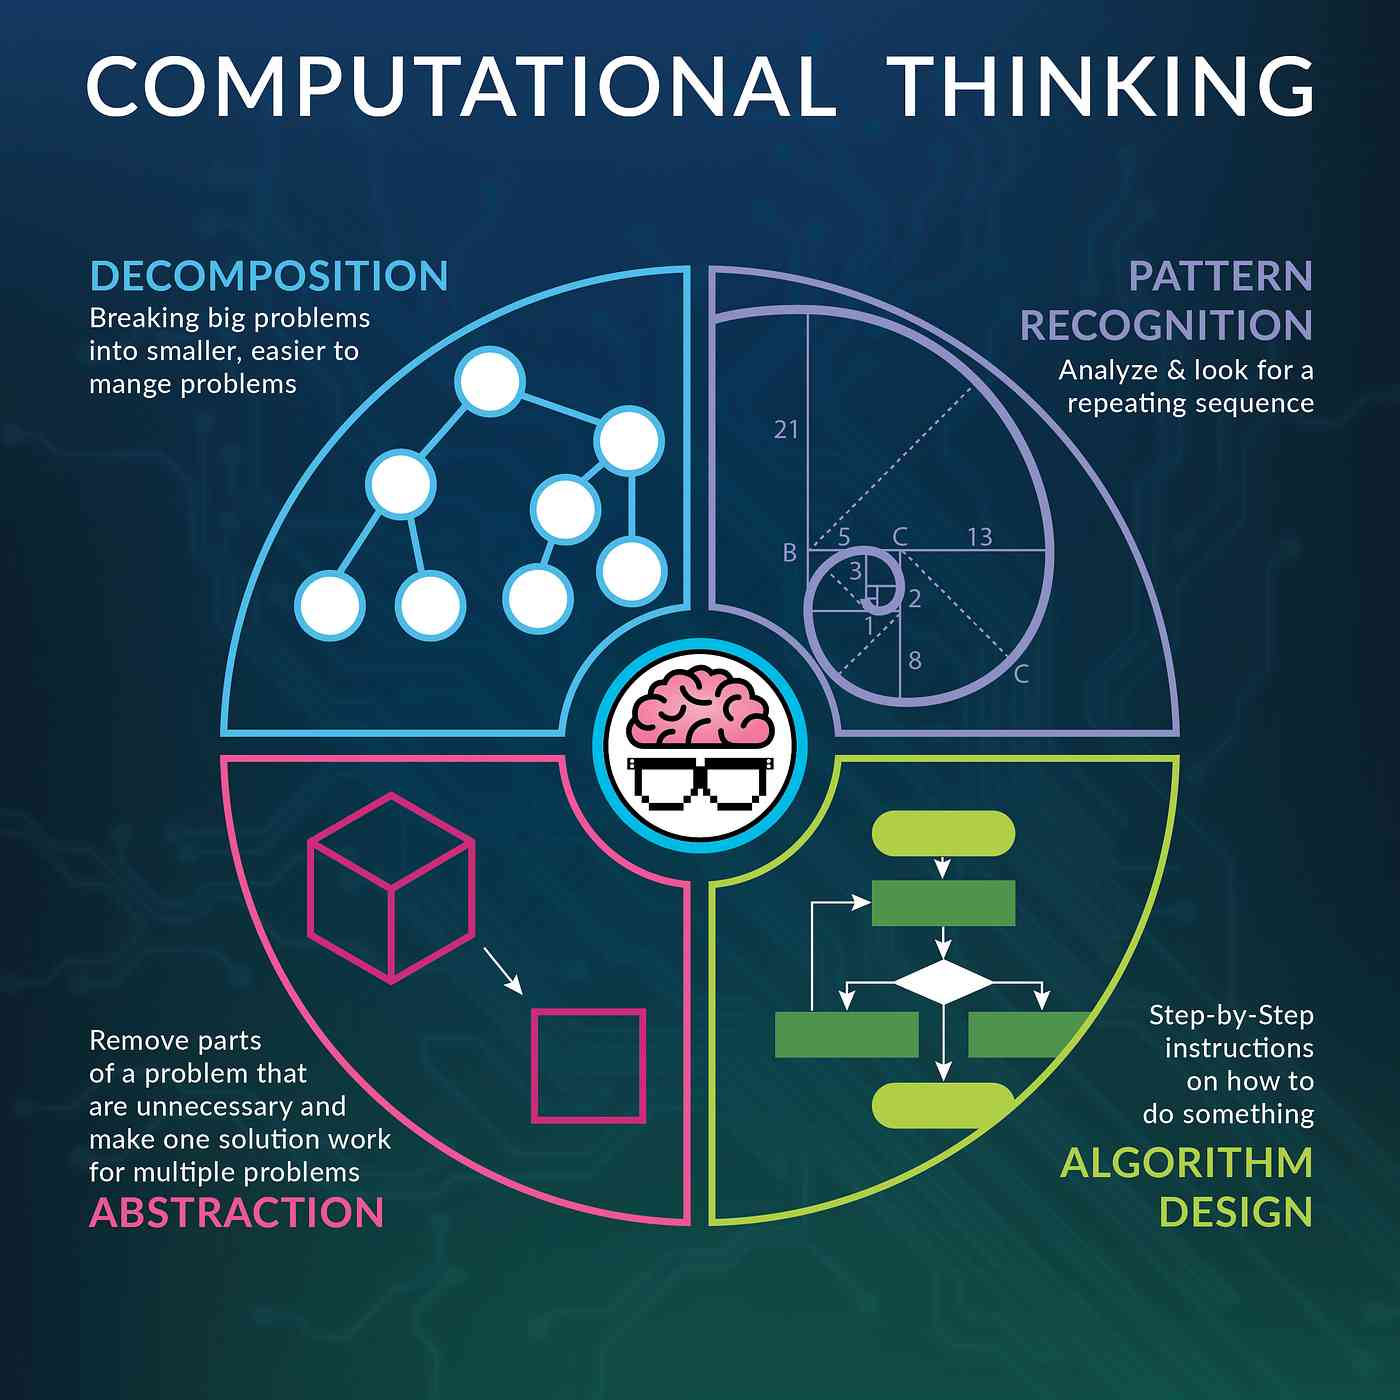 COMPUTATIONAL THINKING
DECOMPOSITION
Breaking big problems
into smaller, easier to
mange problems
PATTERN
RECOGNITION
Analyze & look for a
repeating sequence
21
B
5
C
13
3
2
1
8
C
Remove parts
of a problem that
are unnecessary and
make one solution work
for multiple problems
ABSTRACTION
Step-by-Step
instructions
on how to
do something
ALGORITHM
DESIGN